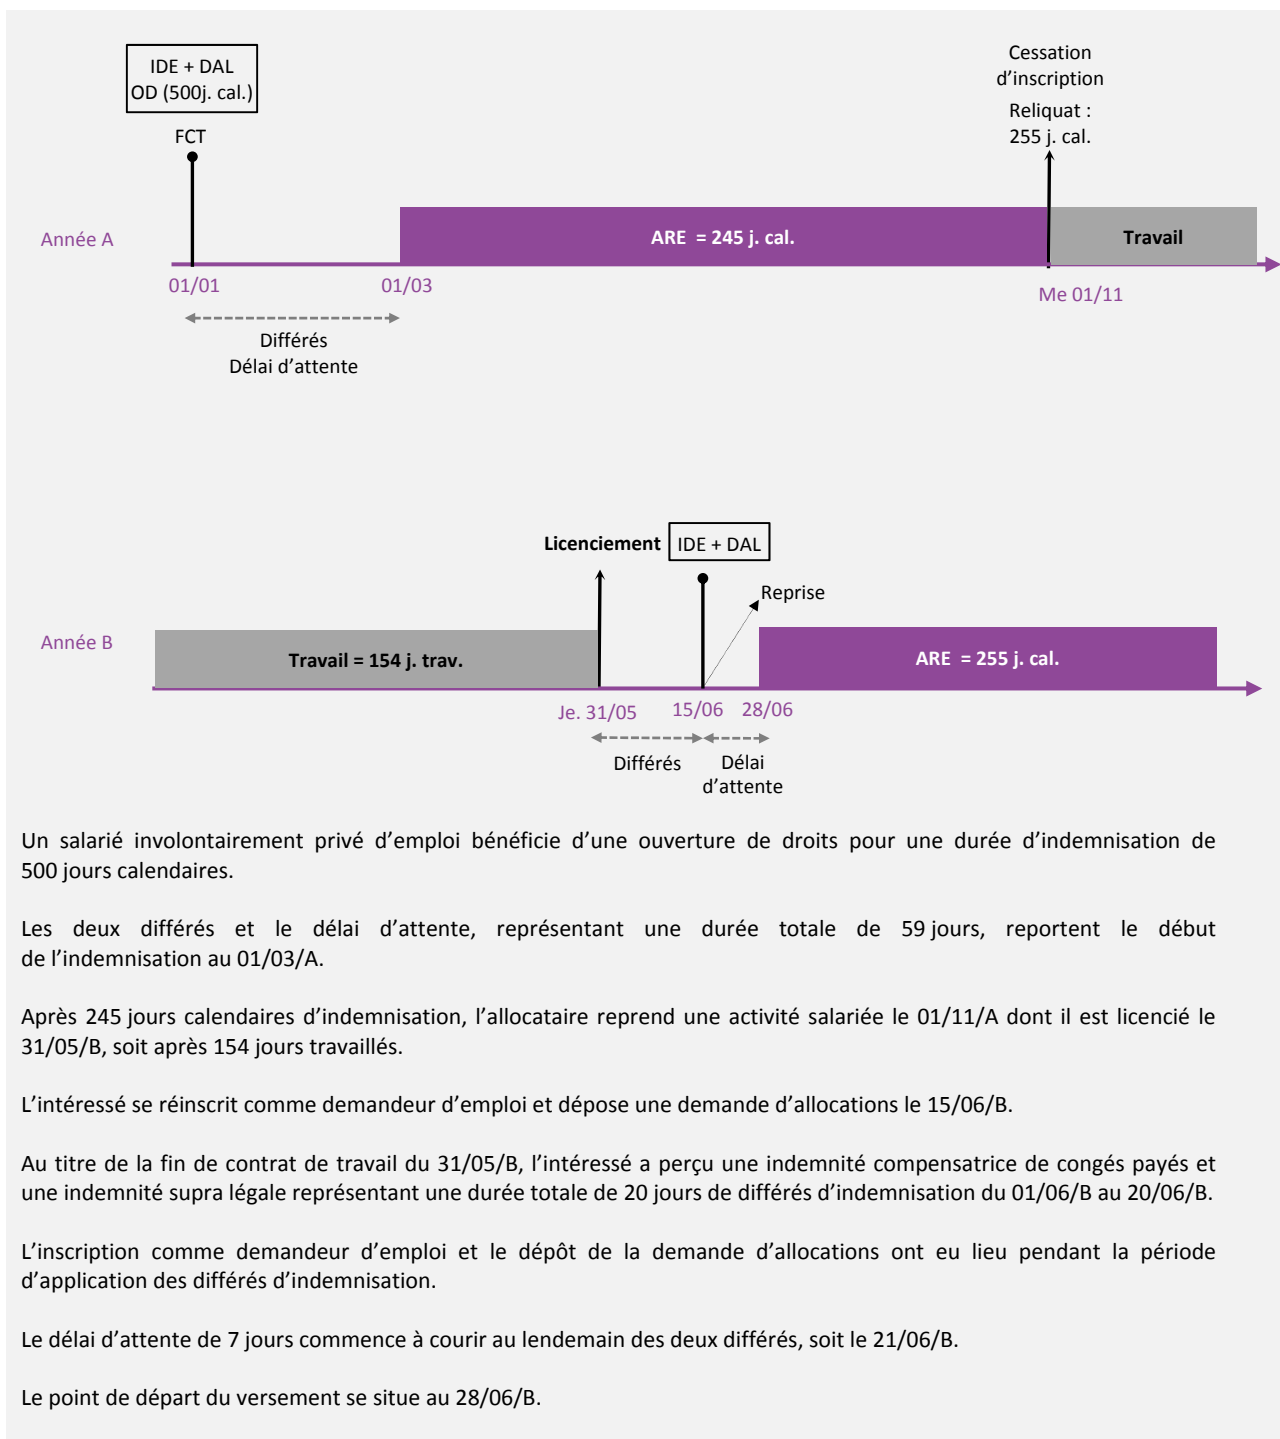 IDE + DAL
OD (500j. cal.)
FCT
Cessation
d’inscription
Reliquat :
255 j. cal.
Année A
ARE = 245 j. cal.
Travail
01/01
01/03
Me 01/11
Différés
Délai d’attente
Licenciement
IDE + DAL
Reprise
Année B
Travail = 154 j. trav.
ARE = 255 j. cal.
Je. 31/05
15/06
28/06
Différés
Délai
d’attente
Un salarié involontairement privé d’emploi bénéficie d’une ouverture de droits pour une durée d’indemnisation de
500 jours calendaires.
Les deux différés et le délai d’attente, représentant une durée totale de 59 jours, reportent le début
de l’indemnisation au 01/03/A.
Après 245 jours calendaires d’indemnisation, l’allocataire reprend une activité salariée le 01/11/A dont il est licencié le
31/05/B, soit après 154 jours travaillés.
L’intéressé se réinscrit comme demandeur d’emploi et dépose une demande d’allocations le 15/06/B.
Au titre de la fin de contrat de travail du 31/05/B, l’intéressé a perçu une indemnité compensatrice de congés payés et
une indemnité supra légale représentant une durée totale de 20 jours de différés d’indemnisation du 01/06/B au 20/06/B.
L’inscription comme demandeur d’emploi et le dépôt de la demande d’allocations ont eu lieu pendant la période
d’application des différés d’indemnisation.
Le délai d’attente de 7 jours commence à courir au lendemain des deux différés, soit le 21/06/B.
Le point de départ du versement se situe au 28/06/B.